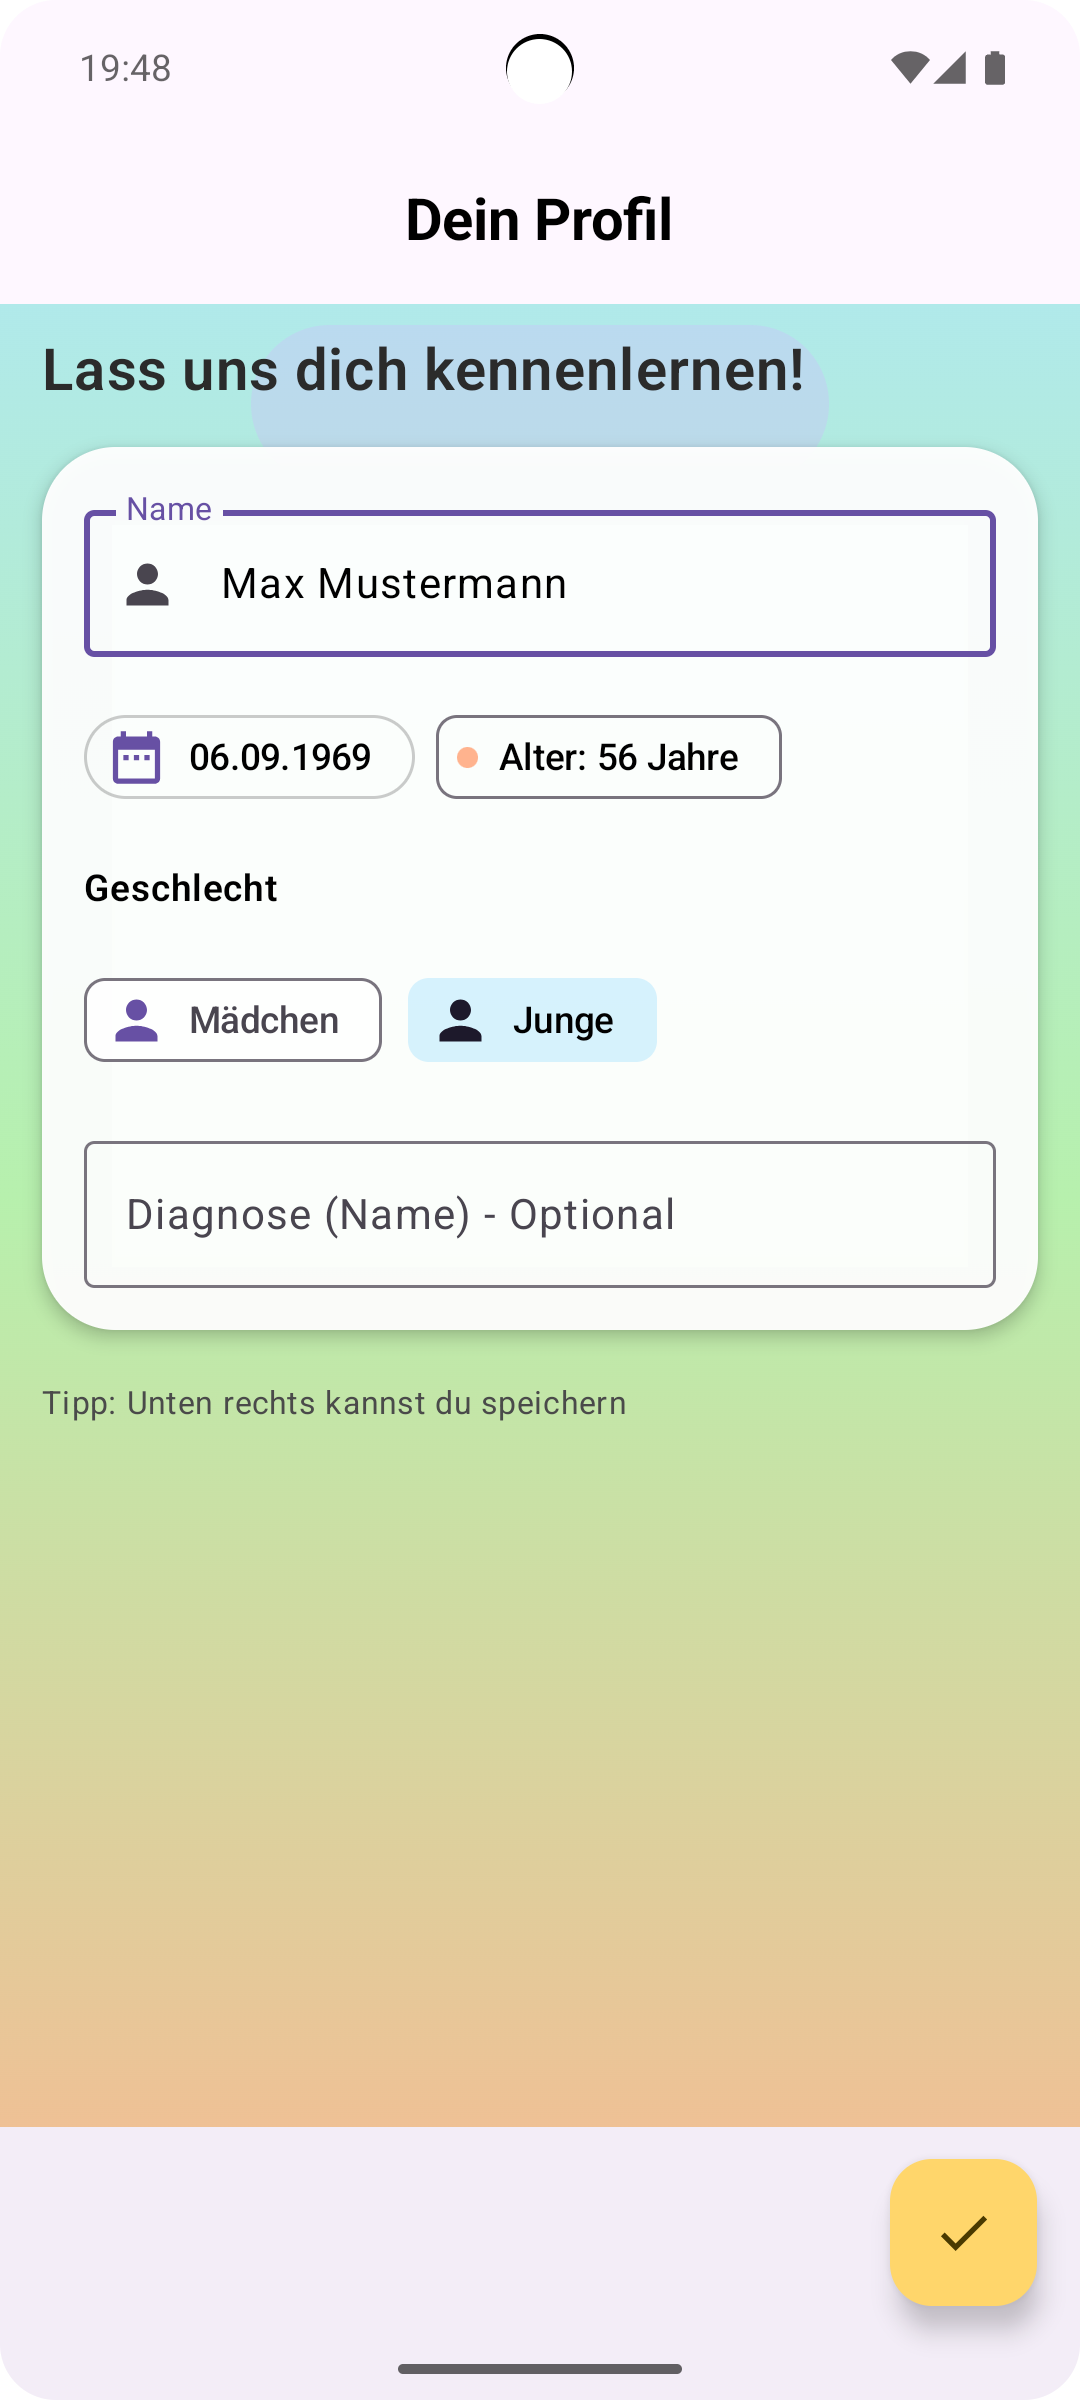 19:48
Dein Profil
Lass uns dich kennenlernen!
Name
Max Mustermann
06.09.1969
Alter: 56 Jahre
Geschlecht
Mädchen
Junge
Diagnose (Name) - Optional
Tipp: Unten rechts kannst du speichern